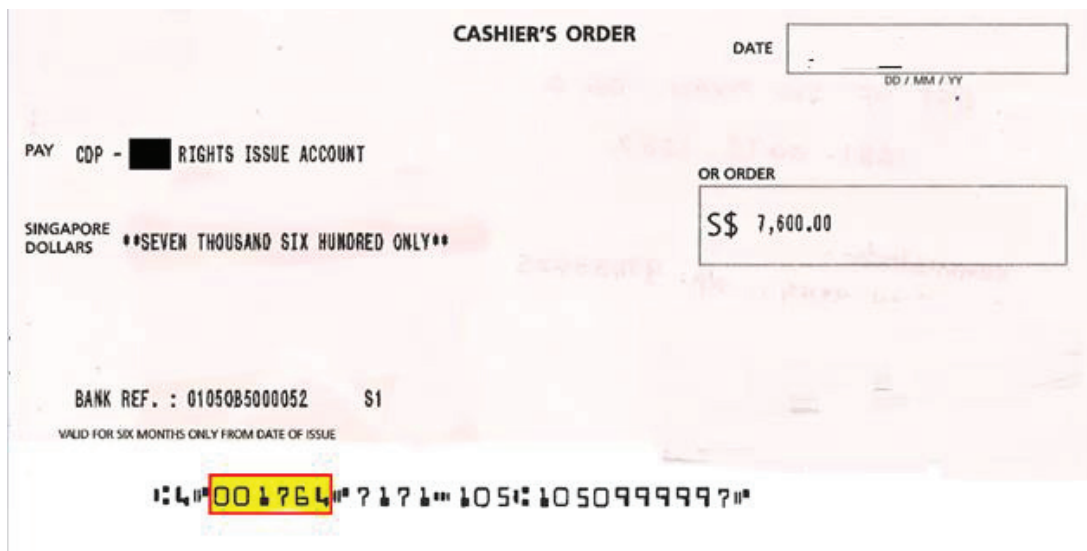 CASHIER'S ORDER
DATE
DD / MM / YY
PAY CDP - RIGHTS ISSUE ACCOUNT
OR ORDER
SINGAPORE DOLLARS **SEVEN THOUSAND SIX HUNDRED ONLY**
S$ 7,600.00
BANK REF. : 01050B5000052 S1
VALID FOR SIX MONTHS ONLY FROM DATE OF ISSUE
⑆4⑈001764⑈7171⑉105⑆1050999997⑈